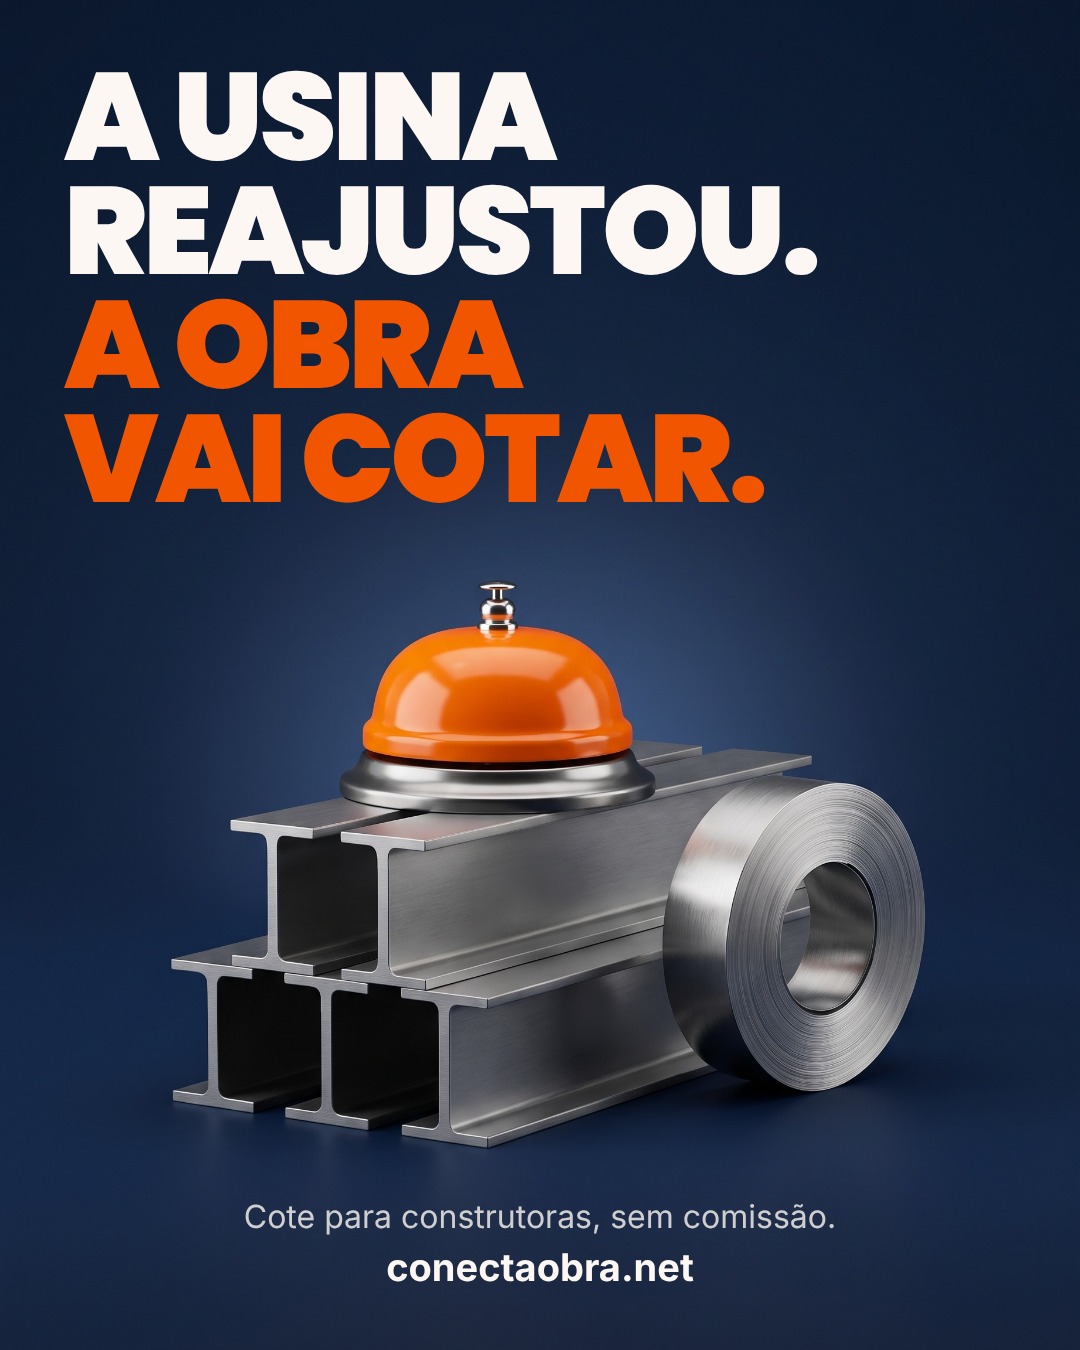 A USINA
REAJUSTOU.
A OBRA
VAI COTAR.
Cote para construtoras, sem comissão.
conectaobra.net